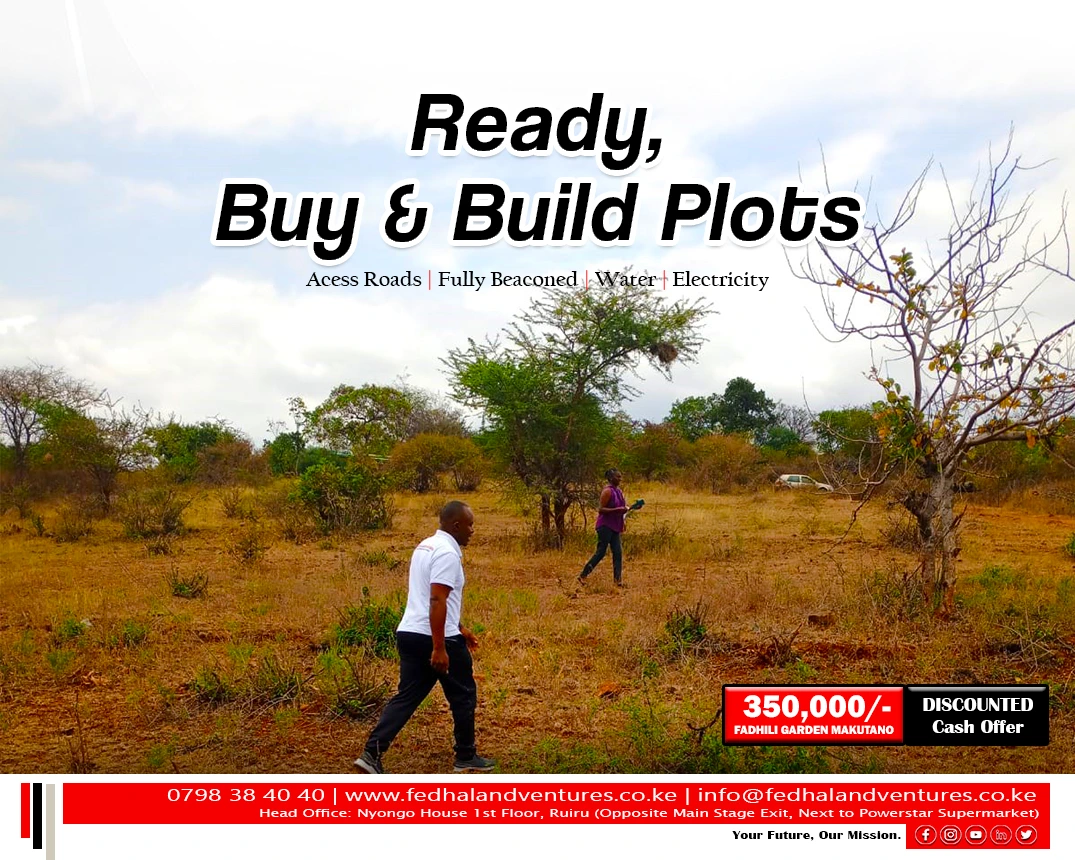 Ready,
Buy & Build Plots
Acess Roads | Fully Beaconed | Water | Electricity
350,000/-
FADHILI GARDEN MAKUTANO
DISCOUNTED
Cash Offer
0798 38 40 40 | www.fedhalandventures.co.ke | info@fedhalandventures.co.ke
Head Office: Nyongo House 1st Floor, Ruiru (Opposite Main Stage Exit, Next to Powerstar Supermarket)
Your Future, Our Mission.